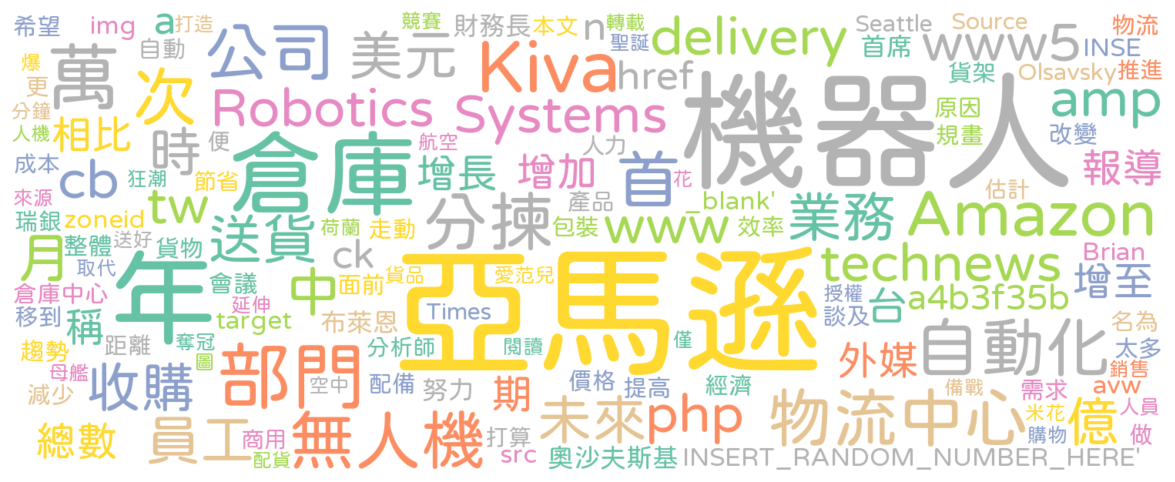 希望 img a 打造 公司 美元 競賽 財務長 本文 n 轉載 delivery Seattle Source 物流
爆 自動 聖誕 首席 www5 INSE
更 萬 次 Kiva href 貨架 Olsavsky 推進
分鐘 Robotics Systems 機器人 原因 amp
人機 相比 時 便 倉庫 航空 人力 規畫 改變
成本 cb 狂潮 節省 增長 增加 首 報導
來源 tw 花 產品 估計
瑞銀 zoneid 送貨 荷蘭 走動 分揀 www _blank' 包裝 效率 業務 Amazon
月 整體 送好 貨物 ck
取代 年 會議 中 面前 貨品 愛范兒 technews Brian
倉庫中心 延伸 亞馬遜 Times 授權 台 a4b3f35b 增至
移到 稱 target 布萊恩 談及 名為
趨勢 距離 奪冠 圖 分析師 閱讀 僅 自動化 太多
母艦 收購 部門 空中 配備 努力 價格 提高 經濟 外媒 銷售
減少 期 備戰 需求 avw
總數 員工 商用 無人機 打算 未來 php 物流中心 米花 億 人員
配貨 src 奧沙夫斯基 INSERT_RANDOM_NUMBER_HERE' 購物 做